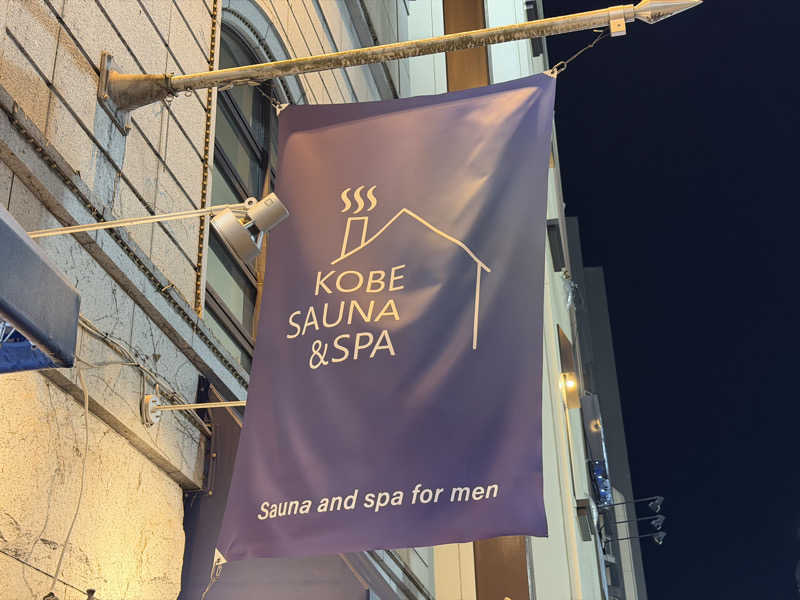 KOBE
SAUNA
&SPA
Sauna and spa for men